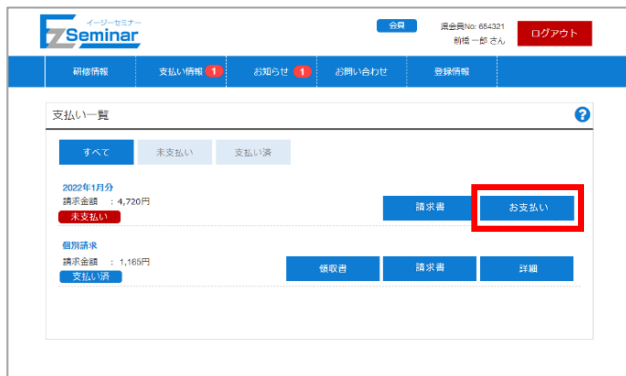 イージーセミナー
EZ Seminar
会員
県会員No: 654321
前橋 一郎 さん
ログアウト
研修情報 支払い情報 1 お知らせ 1 お問い合わせ 登録情報
支払い一覧 ?
すべて 未支払い 支払い済
2022年1月分
請求金額 : 4,720円
未支払い
請求書 お支払い
個別請求
請求金額 : 1,165円
支払い済
領収書 請求書 詳細